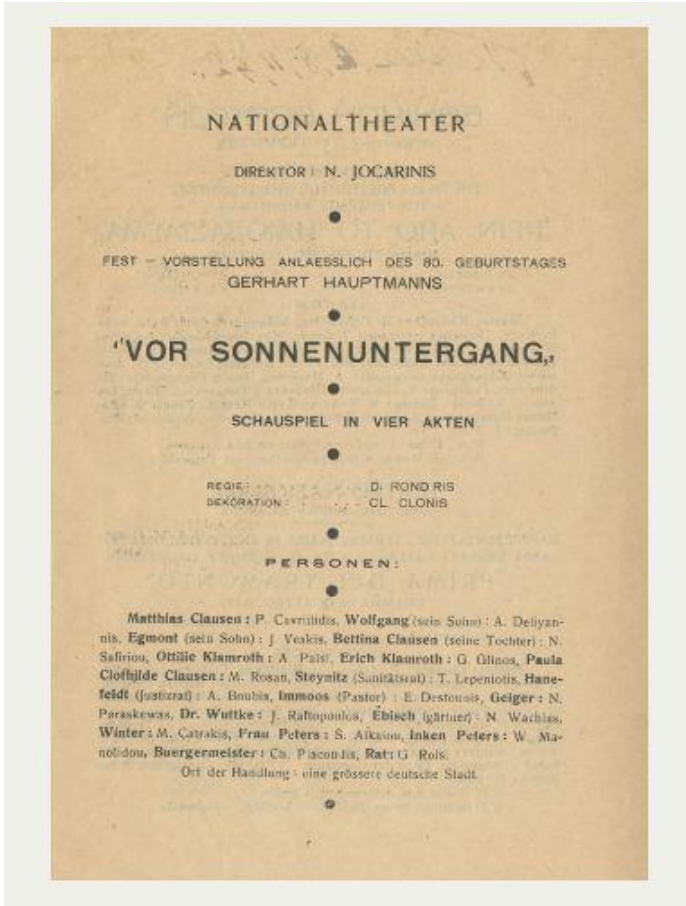 NATIONALTHEATER
DIREKTOR: N. JOCARINIS
FEST – VORSTELLUNG ANLAESSLICH DES 80. GEBURTSTAGES
GERHART HAUPTMANNS
"VOR SONNENUNTERGANG„
SCHAUSPIEL IN VIER AKTEN
REGIE: D. RONDIRIS
DEKORATION: CL. CLONIS
PERSONEN:
Matthias Clausen: P. Wolfgang (sein Sohn): A. Deliyan-
nis, Egmont (sein Sohn): J. Veakis, Bettina Clausen (seine Tochter): N.
Safiriou, Ottilie Klamroth: A. Paisi, Erich Klamroth: G. Glinos, Paula
Clothilde Clausen: M. Rosan, Steynitz (Sanitätsrat): T. Lepeniotis, Hane-
feldt (Justizrat): A. Boubis, Immoos (Pastor): E. Destounis, Geiger: N.
Paraskewas, Dr. Wuttke: J. Raftopoulos, Ebisch (gärtner): N. Wachlas,
Winter: M. Catrakis, Frau Peters: S. Alkaiou, Inken Peters: W. Ma-
nolidou, Buergermeister: Ch. Rat: G. Rois.
Ort der Handlung: eine grössere deutsche Stadt.